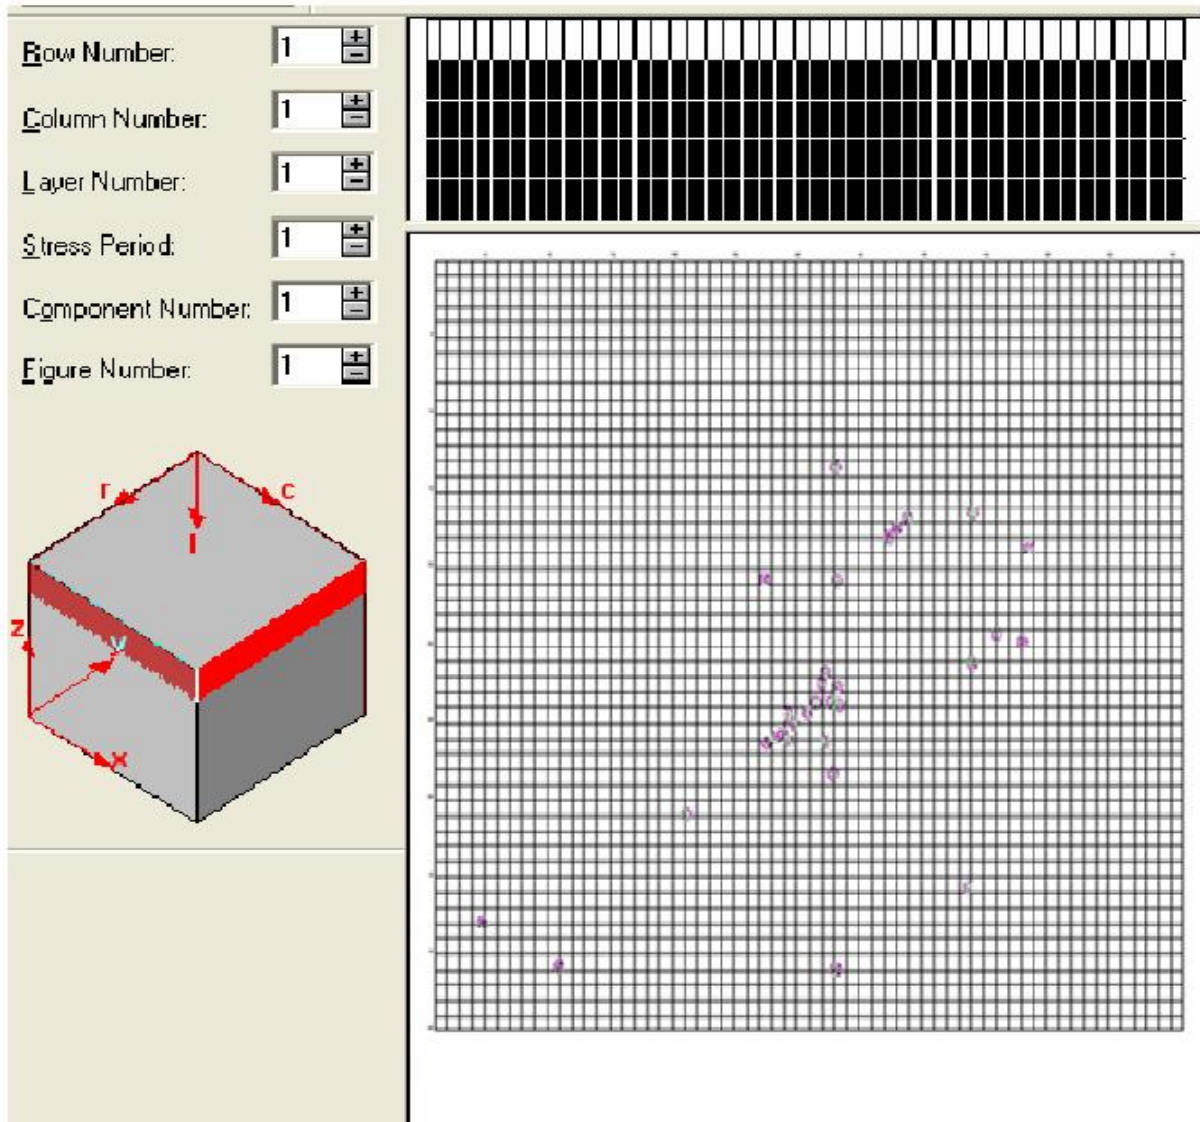 Row Number: 1
Column Number: 1
Layer Number: 1
Stress Period: 1
Component Number: 1
Figure Number: 1
r
c
l
z
y
x